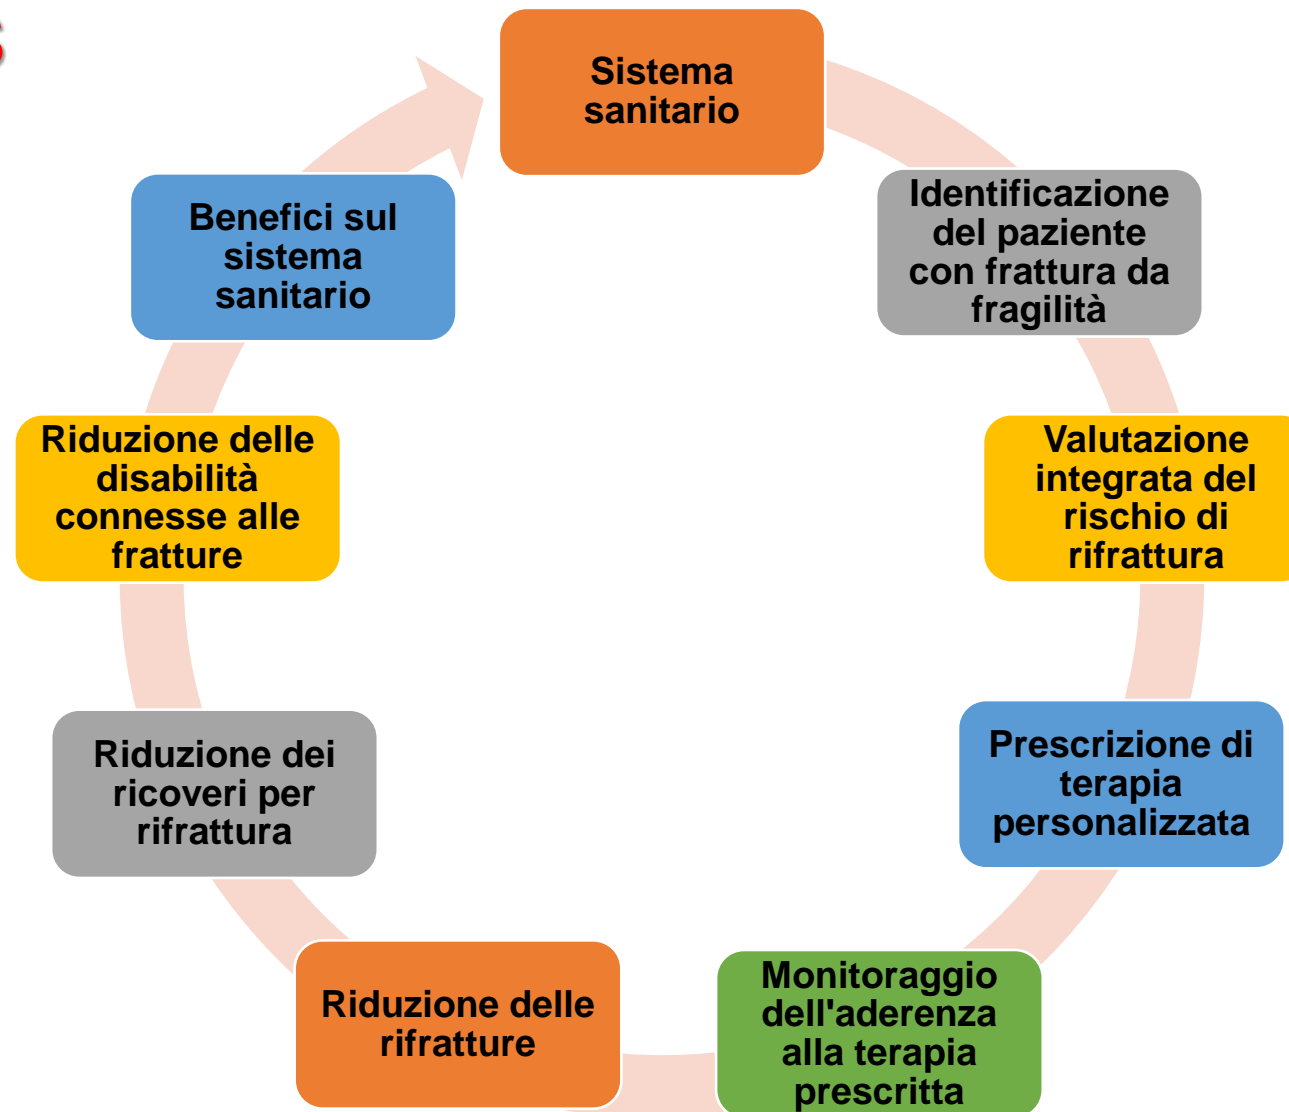 S
Sistema
sanitario
Identificazione
del paziente
con frattura da
fragilità
Valutazione
integrata del
rischio di
rifrattura
Prescrizione di
terapia
personalizzata
Monitoraggio
dell'aderenza
alla terapia
prescritta
Riduzione delle
rifratture
Riduzione dei
ricoveri per
rifrattura
Riduzione delle
disabilità
connesse alle
fratture
Benefici sul
sistema
sanitario